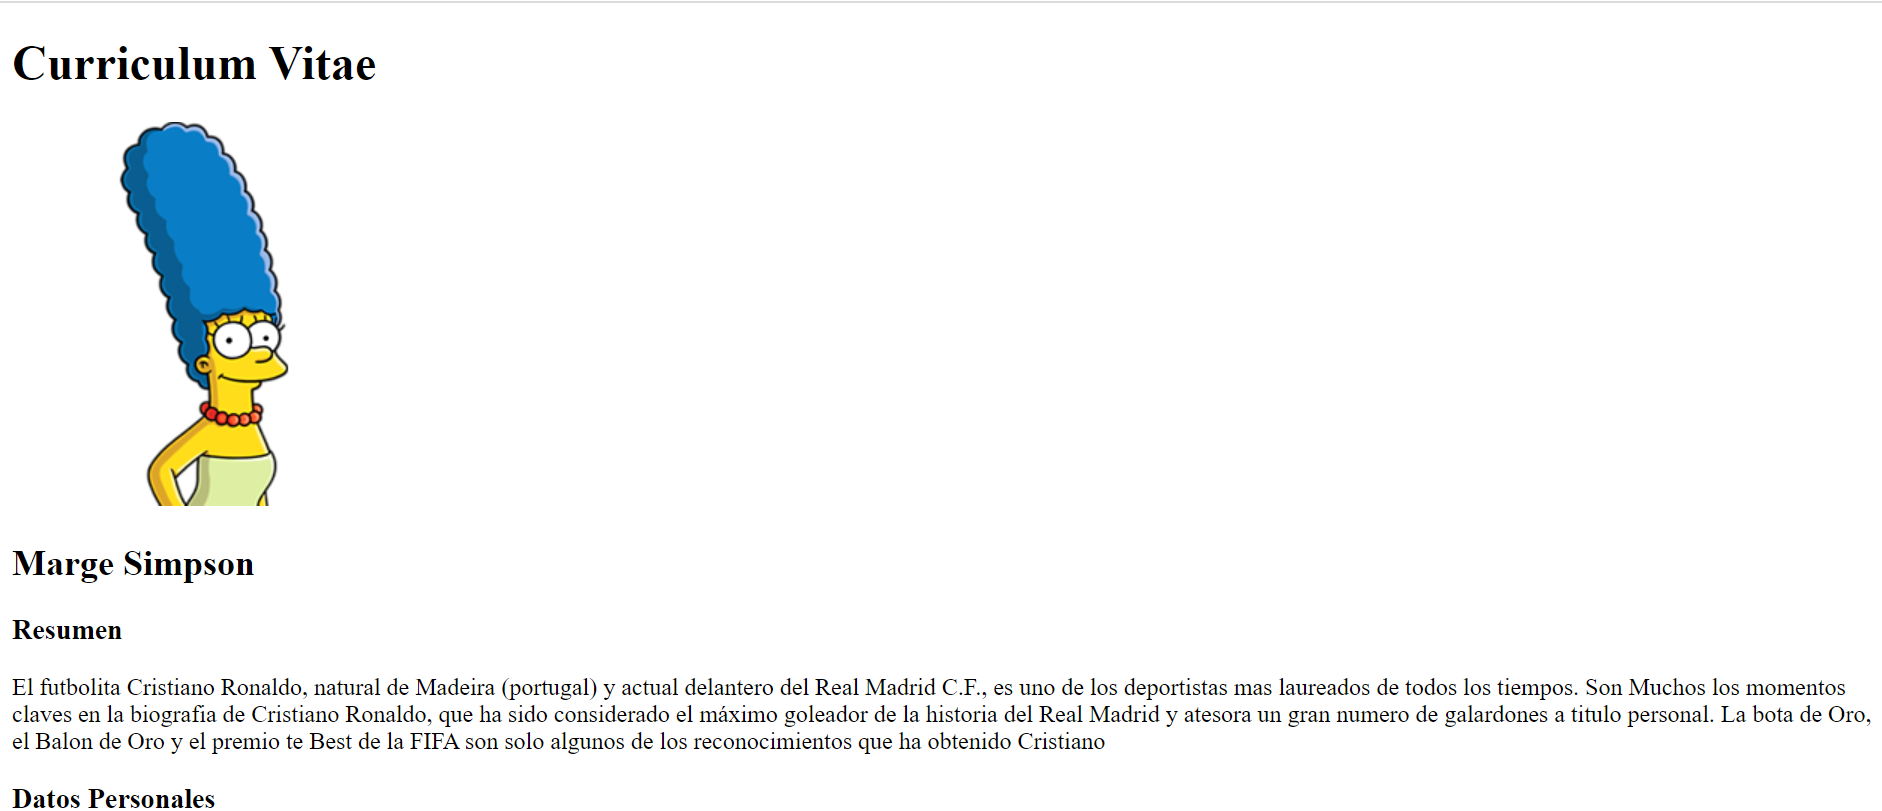 Curriculum Vitae
Marge Simpson
Resumen
El futbolita Cristiano Ronaldo, natural de Madeira (portugal) y actual delantero del Real Madrid C.F., es uno de los deportistas mas laureados de todos los tiempos. Son Muchos los momentos
claves en la biografia de Cristiano Ronaldo, que ha sido considerado el máximo goleador de la historia del Real Madrid y atesora un gran numero de galardones a titulo personal. La bota de Oro,
el Balon de Oro y el premio te Best de la FIFA son solo algunos de los reconocimientos que ha obtenido Cristiano
Datos Personales